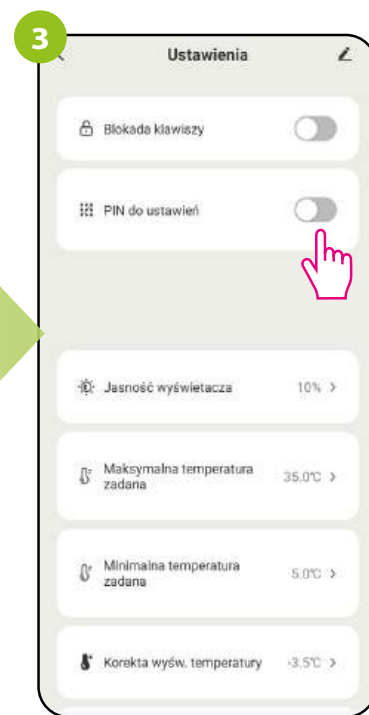 3
Ustawienia
Blokada klawiszy
PIN do ustawień
Jasność wyświetacza 10% >
Maksymalna temperatura
zadana
35.0°C >
Minimalna temperatura
zadana
5.0°C >
Korekta wyśw. temperatury -3.5°C >